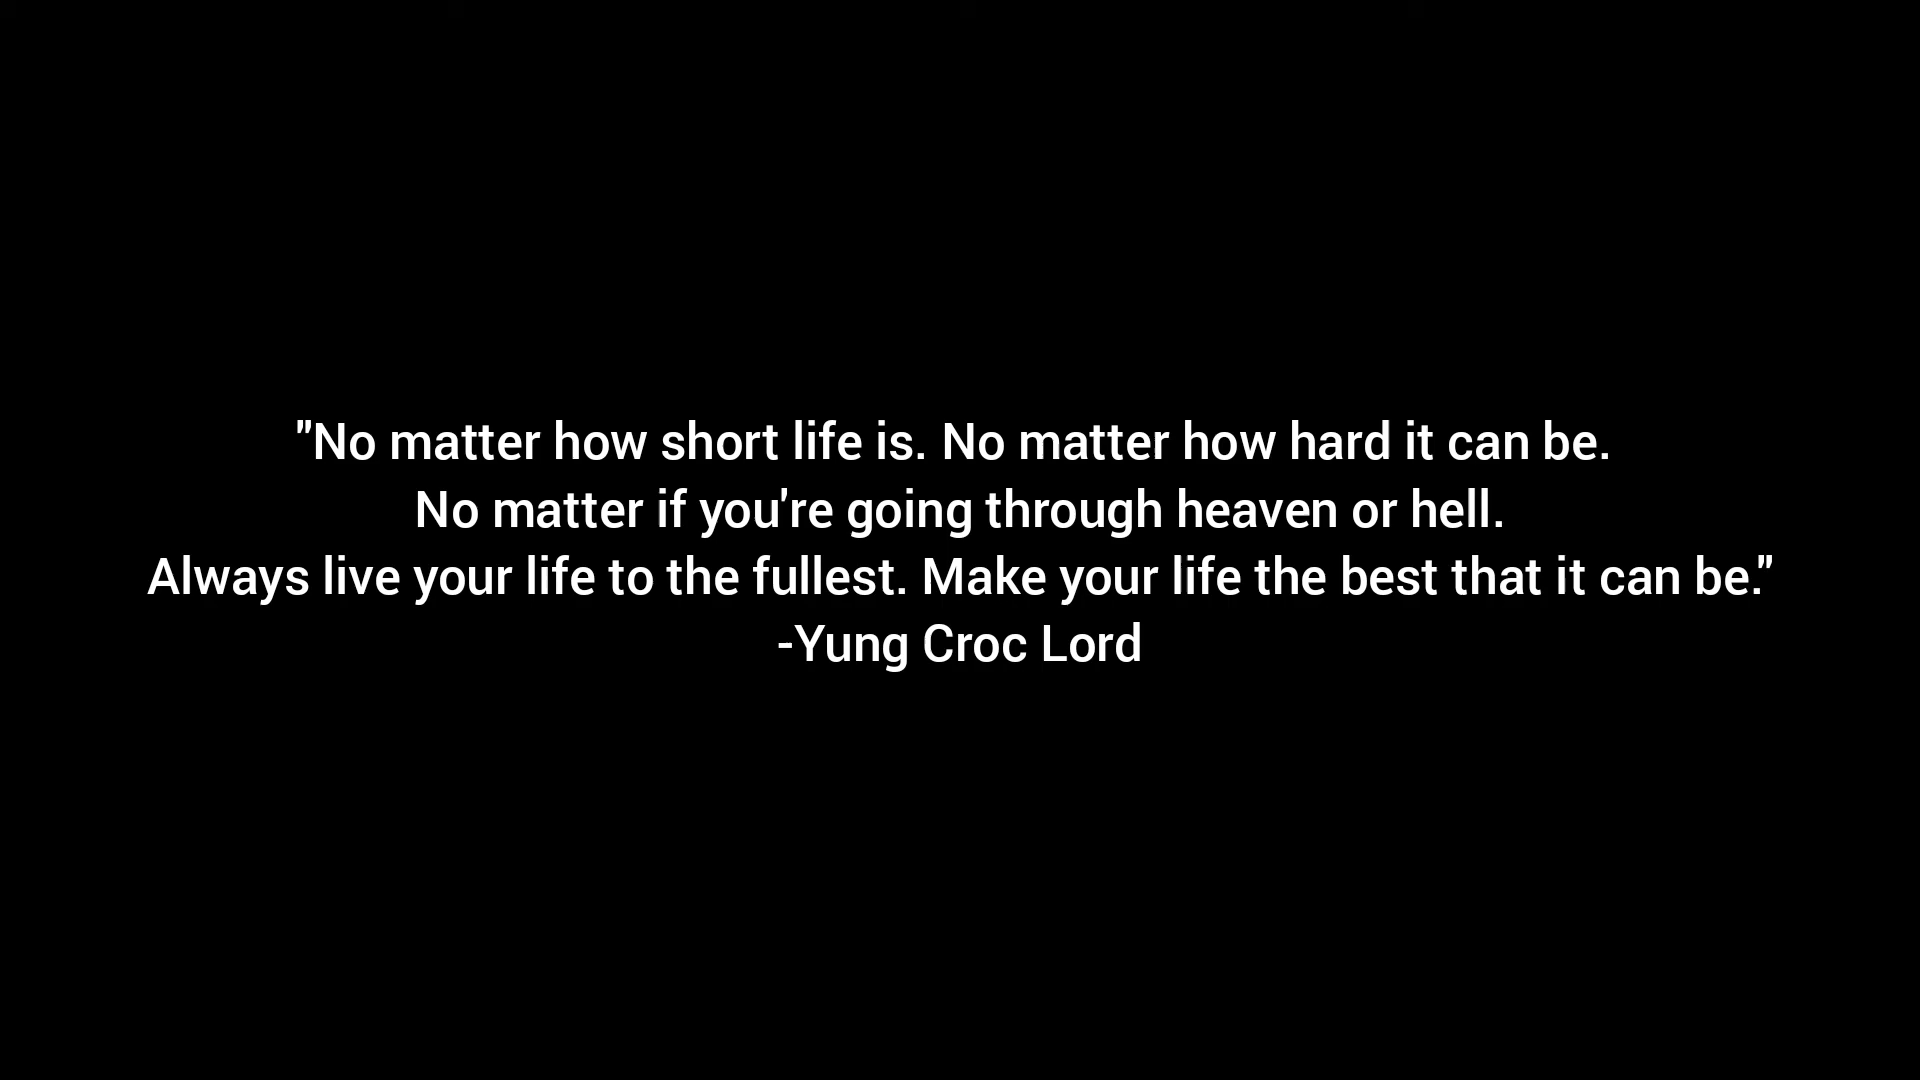 "No matter how short life is. No matter how hard it can be.
No matter if you're going through heaven or hell.
Always live your life to the fullest. Make your life the best that it can be."
-Yung Croc Lord